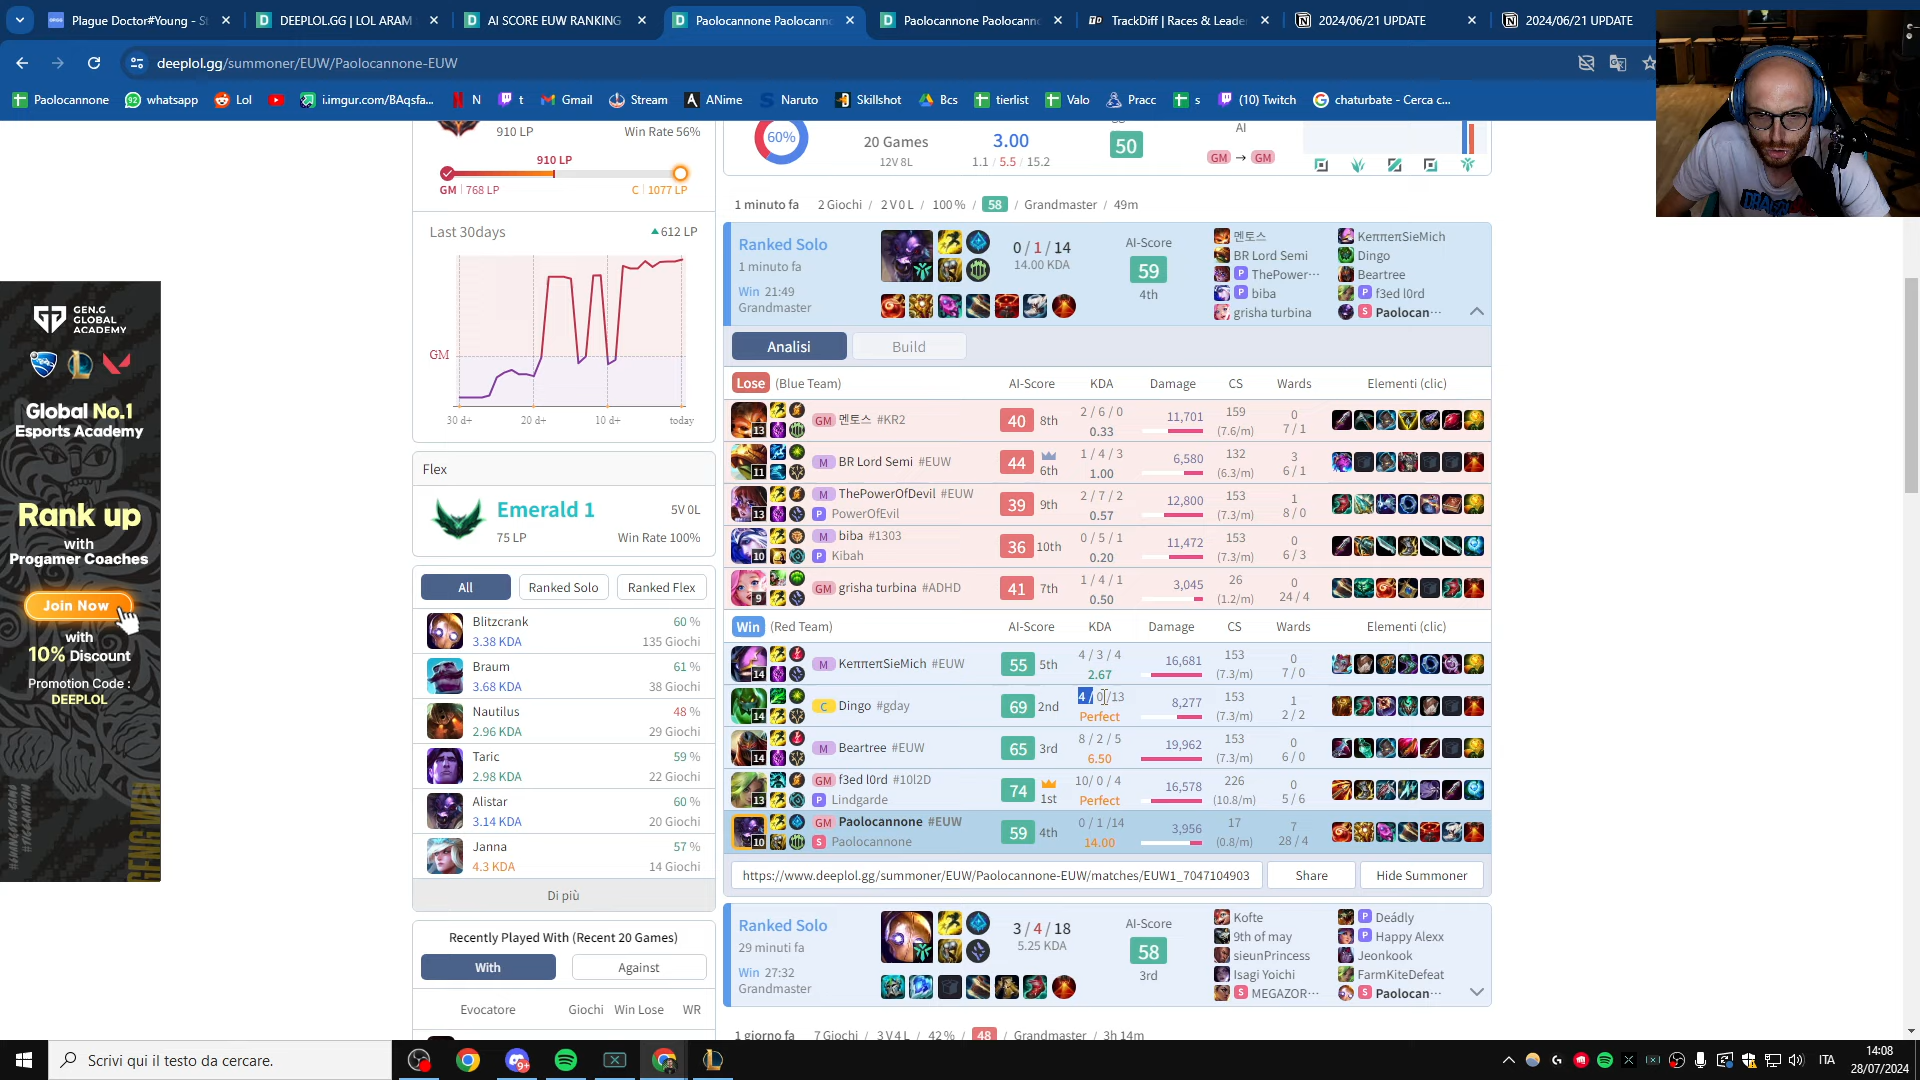 Plague Doctor#Young - St
DEEPLOL.GG | LOL ARAM
AI SCORE EUW RANKING
Paolocannone Paolocann
Paolocannone Paolocann
TrackDiff | Races & Leader
2024/06/21 UPDATE
2024/06/21 UPDATE
deeplol.gg/summoner/EUW/Paolocannone-EUW
Paolocannone
whatsapp
Lol
i.imgur.com/BAqsfa...
N
t
Gmail
Stream
ANime
Naruto
Skillshot
Bcs
tierlist
Valo
Pracc
s
(10) Twitch
chaturbate - Cerca c...
910 LP
Win Rate 56%
910 LP
GM | 768 LP
C | 1077 LP
Last 30days
612 LP
GM
30 d+
20 d+
10 d+
today
Flex
Emerald 1
5V 0L
75 LP
Win Rate 100%
All
Ranked Solo
Ranked Flex
Blitzcrank
60 %
3.38 KDA
135 Giochi
Braum
61 %
3.68 KDA
38 Giochi
Nautilus
48 %
2.96 KDA
29 Giochi
Taric
59 %
2.98 KDA
22 Giochi
Alistar
60 %
3.14 KDA
20 Giochi
Janna
57 %
4.3 KDA
14 Giochi
Di più
Recently Played With (Recent 20 Games)
With
Against
Evocatore
Giochi
Win Lose
WR
GEN.G
GLOBAL
ACADEMY
Global No.1
Esports Academy
Rank up
with
Progamer Coaches
Join Now
with
10% Discount
Promotion Code :
DEEPLOL
60%
20 Games
12V 8L
3.00
1.1 / 5.5 / 15.2
50
AI
GM → GM
1 minuto fa
2 Giochi / 2 V 0 L / 100 % / 58 / Grandmaster / 49m
Ranked Solo
1 minuto fa
Win 21:49
Grandmaster
0 / 1 / 14
14.00 KDA
AI-Score
59
4th
멘토스
BR Lord Semi
P ThePower···
P biba
grisha turbina
KeππeπSieMich
Dingo
Beartree
P f3ed l0rd
S Paolocan···
Analisi
Build
Lose (Blue Team)
AI-Score
KDA
Damage
CS
Wards
Elementi (clic)
13 GM 멘토스 #KR2
40 8th
2 / 6 / 0
0.33
11,701
159
(7.6/m)
0
7 / 1
11 M BR Lord Semi #EUW
44 6th
1 / 4 / 3
1.00
6,580
132
(6.3/m)
3
6 / 1
13 M ThePowerOfDevil #EUW
P PowerOfEvil
39 9th
2 / 7 / 2
0.57
12,800
153
(7.3/m)
1
8 / 0
10 M biba #1303
P Kibah
36 10th
0 / 5 / 1
0.20
11,472
153
(7.3/m)
0
6 / 3
9 GM grisha turbina #ADHD
41 7th
1 / 4 / 1
0.50
3,045
26
(1.2/m)
0
24 / 4
Win (Red Team)
AI-Score
KDA
Damage
CS
Wards
Elementi (clic)
14 M KeππeπSieMich #EUW
55 5th
4 / 3 / 4
2.67
16,681
153
(7.3/m)
0
7 / 0
14 C Dingo #gday
69 2nd
4 / 0 /13
Perfect
8,277
153
(7.3/m)
1
2 / 2
14 M Beartree #EUW
65 3rd
8 / 2 / 5
6.50
19,962
153
(7.3/m)
0
6 / 0
13 GM f3ed l0rd #10l2D
P Lindgarde
74 1st
10/ 0 / 4
Perfect
16,578
226
(10.8/m)
0
5 / 6
10 GM Paolocannone #EUW
S Paolocannone
59 4th
0 / 1 /14
14.00
3,956
17
(0.8/m)
7
28 / 4
https://www.deeplol.gg/summoner/EUW/Paolocannone-EUW/matches/EUW1_7047104903
Share
Hide Summoner
Ranked Solo
29 minuti fa
Win 27:32
Grandmaster
3 / 4 / 18
5.25 KDA
AI-Score
58
3rd
Kofte
9th of may
sieunPrincess
Isagi Yoichi
S MEGAZOR···
P Deádly
P Happy Alexx
Jeonkook
FarmKiteDefeat
S Paolocan···
1 giorno fa
7 Giochi / 3 V 4 L / 42 % / 48 / Grandmaster / 3h 14m
Scrivi qui il testo da cercare.
9+
ITA
14:08
28/07/2024